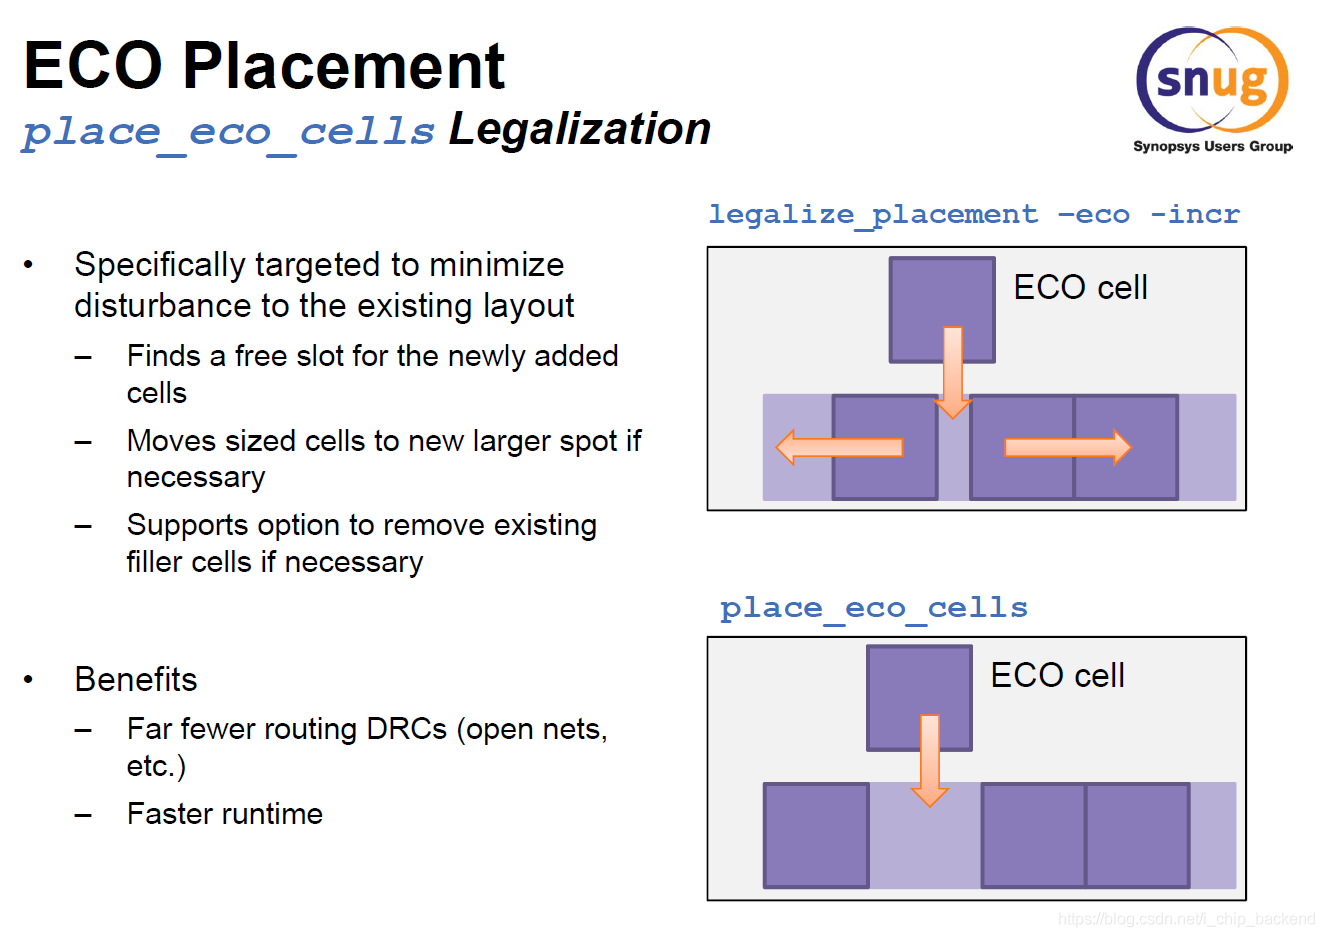 ECO Placement
place_eco_cells Legalization
snug
Synopsys Users Group
• Specifically targeted to minimize
disturbance to the existing layout
– Finds a free slot for the newly added
cells
– Moves sized cells to new larger spot if
necessary
– Supports option to remove existing
filler cells if necessary
• Benefits
– Far fewer routing DRCs (open nets,
etc.)
– Faster runtime
legalize_placement –eco -incr
ECO cell
place_eco_cells
ECO cell
https://blog.csdn.net/i_chip_backend